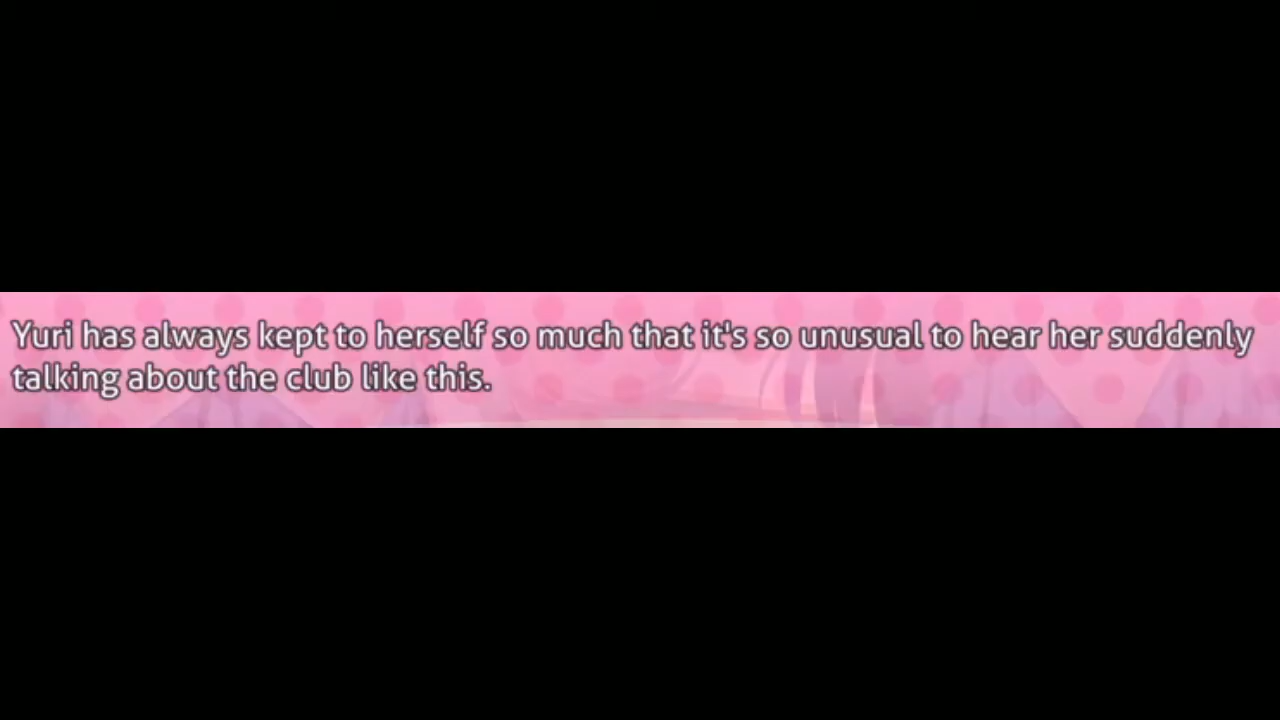 Yuri has always kept to herself so much that it's so unusual to hear her suddenly
talking about the club like this.